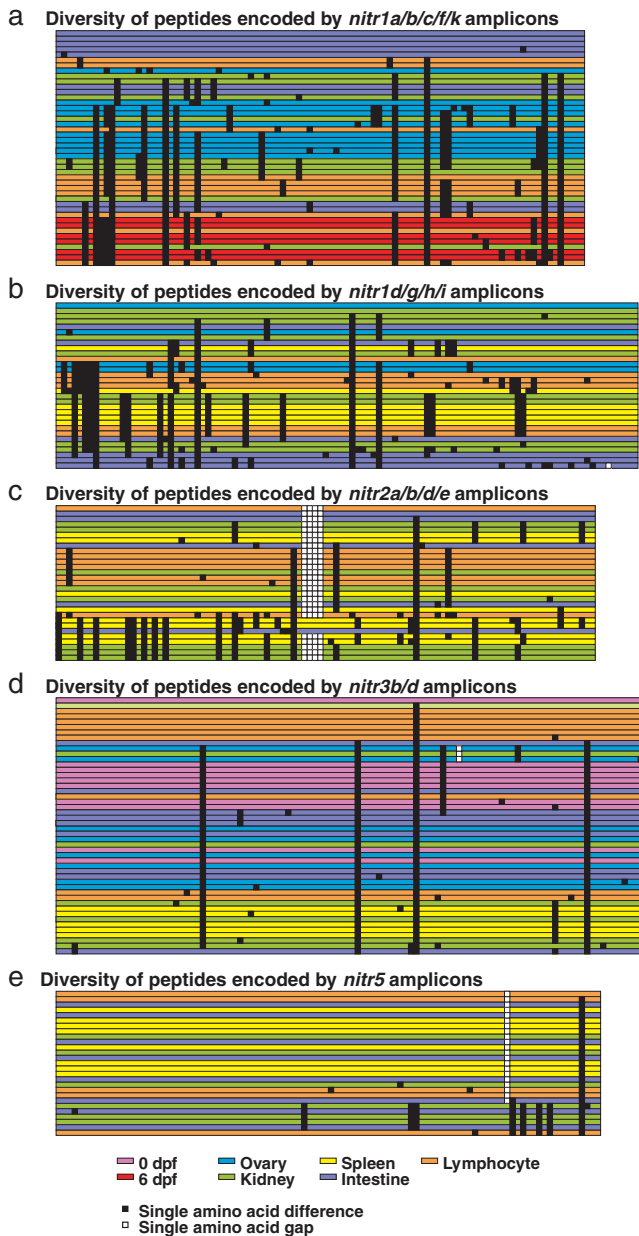 a Diversity of peptides encoded by nitr1a/b/c/f/k amplicons
b Diversity of peptides encoded by nitr1d/g/h/i amplicons
c Diversity of peptides encoded by nitr2a/b/d/e amplicons
d Diversity of peptides encoded by nitr3b/d amplicons
e Diversity of peptides encoded by nitr5 amplicons
0 dpf Ovary Spleen Lymphocyte
6 dpf Kidney Intestine
Single amino acid difference
Single amino acid gap